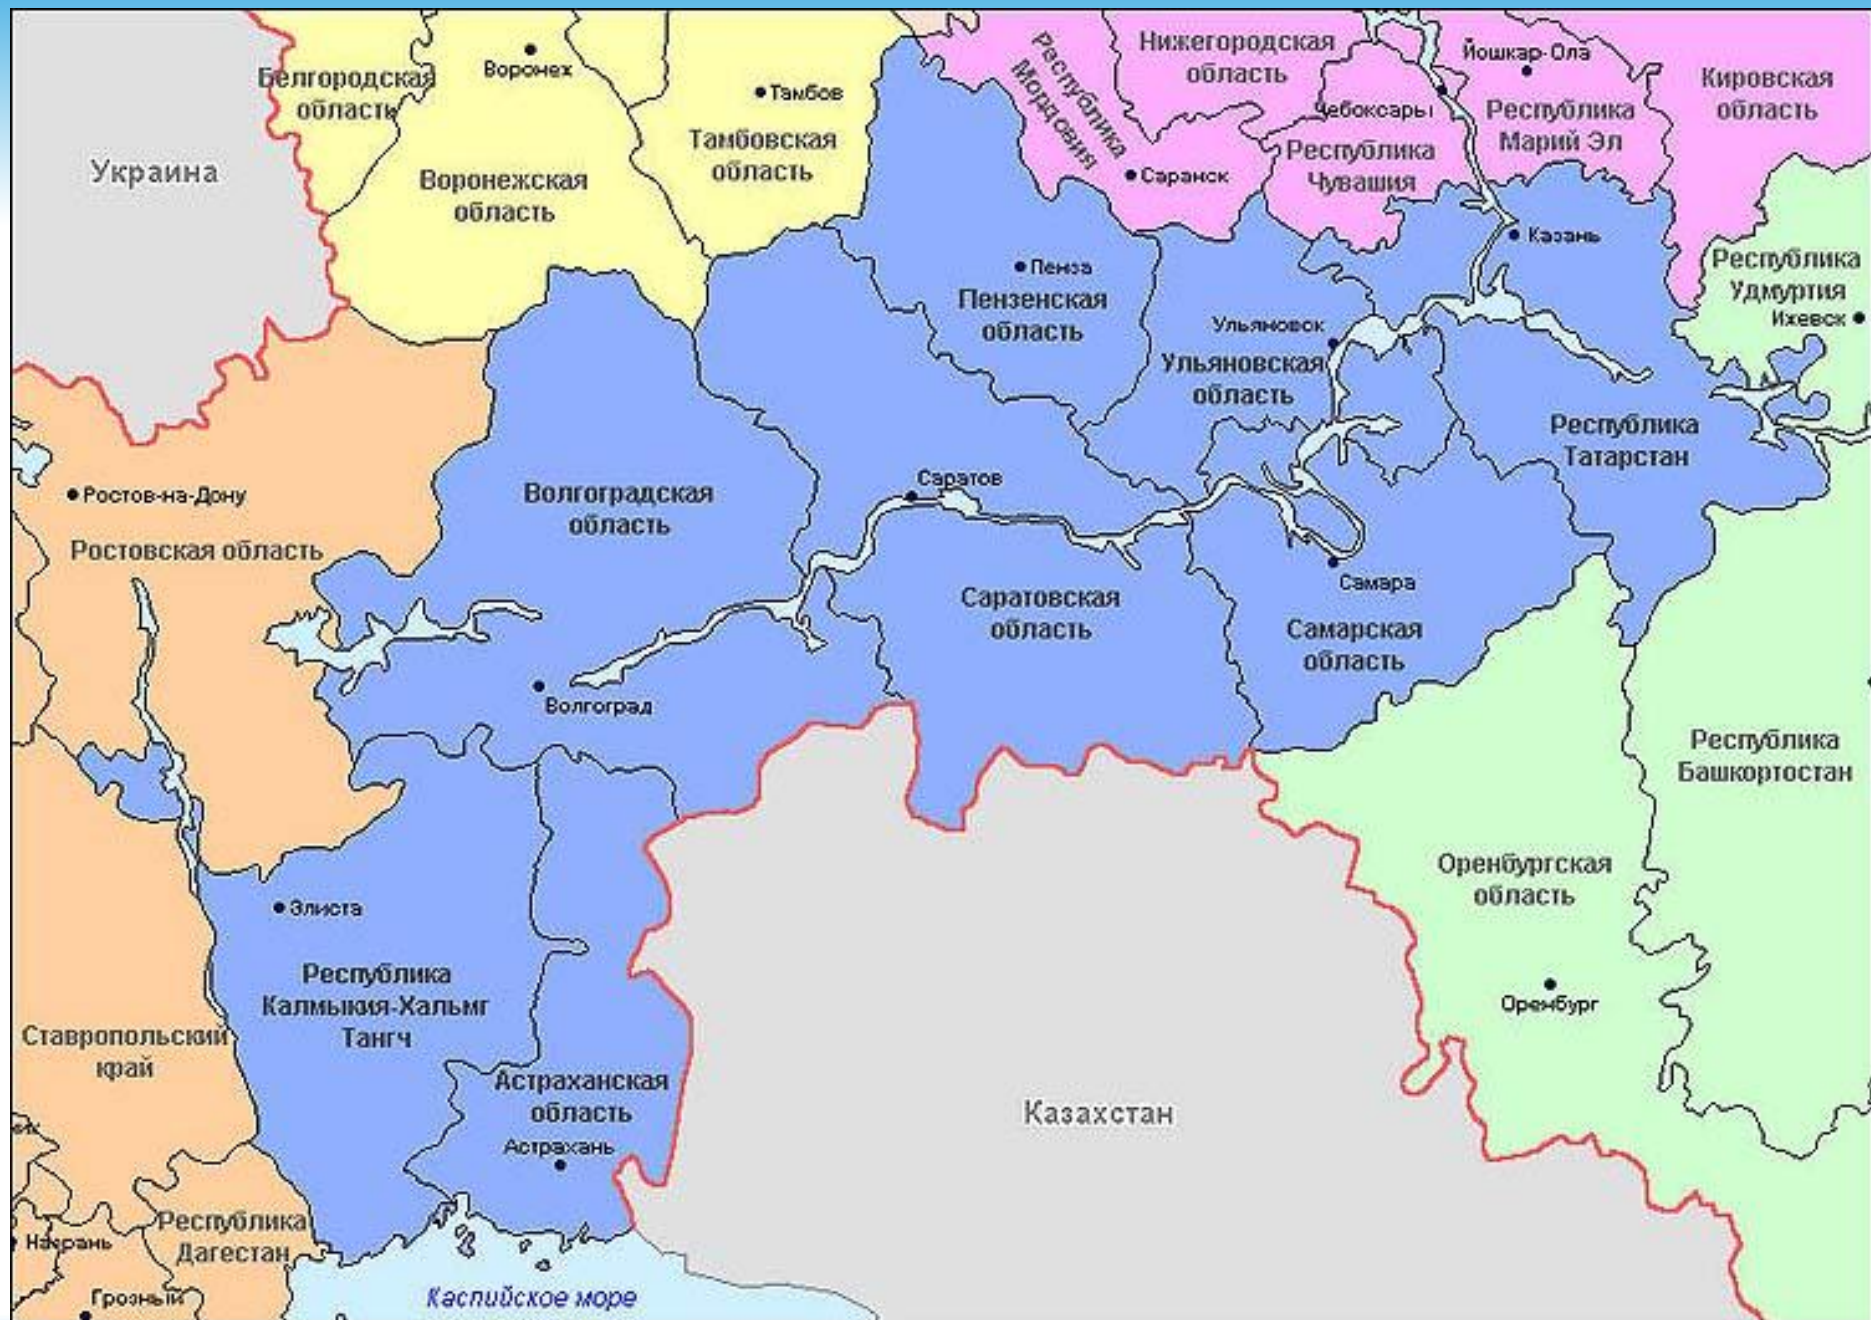 Белгородская
область
Воронех
Тамбов
Тамбовская
область
Республика
Мордовия
Саранск
Нижегородская
область
Йошкар-Ола
Чебоксары
Республика
Марий Эл
Кировская
область
Республика
Чувашия
Украина
Воронежская
область
Казань
Пенза
Пензенская
область
Республика
Удмуртия
Ижевск
Ульяновск
Ульяновская
область
Республика
Татарстан
Ростов-на-Дону
Ростовская область
Волгоградская
область
Саратов
Самара
Саратовская
область
Самарская
область
Волгоград
Республика
Башкортостан
Оренбургская
область
Элиста
Республика
Калмыкия-Хальмг
Тангч
Оренбург
Ставропольский
край
Астраханская
область
Астрахань
Казахстан
Республика
Дагестан
Назрань
Грозный
Каспийское море